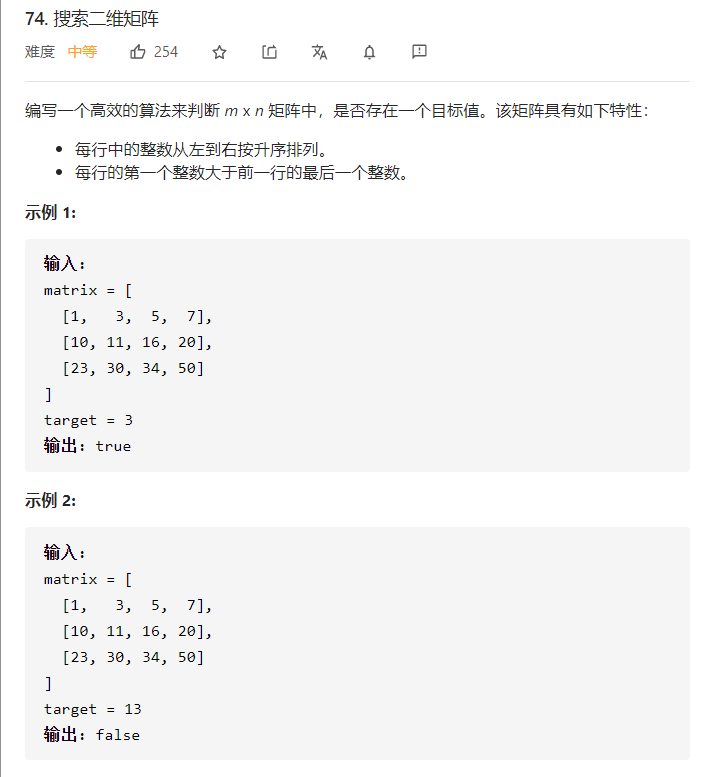 74. 搜索二维矩阵
难度 中等 254
编写一个高效的算法来判断 m x n 矩阵中，是否存在一个目标值。该矩阵具有如下特性：
• 每行中的整数从左到右按升序排列。
• 每行的第一个整数大于前一行的最后一个整数。
示例 1:
输入:
matrix = [
  [1,   3,  5,  7],
  [10, 11, 16, 20],
  [23, 30, 34, 50]
]
target = 3
输出: true
示例 2:
输入:
matrix = [
  [1,   3,  5,  7],
  [10, 11, 16, 20],
  [23, 30, 34, 50]
]
target = 13
输出: false